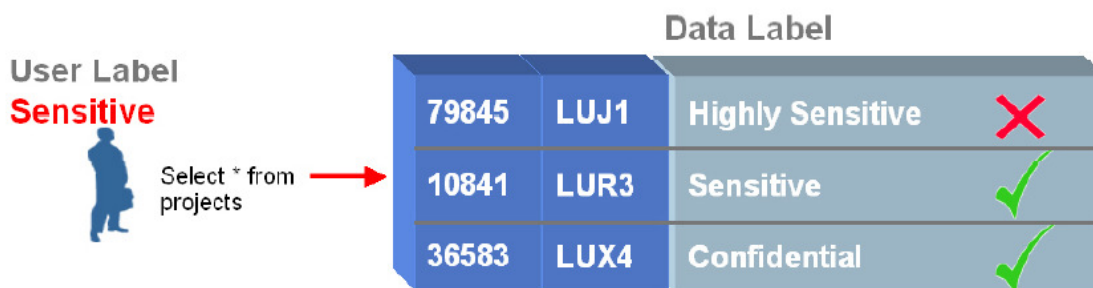 Data Label
User Label
Sensitive
Select * from
projects
79845 LUJ1 Highly Sensitive
10841 LUR3 Sensitive
36583 LUX4 Confidential